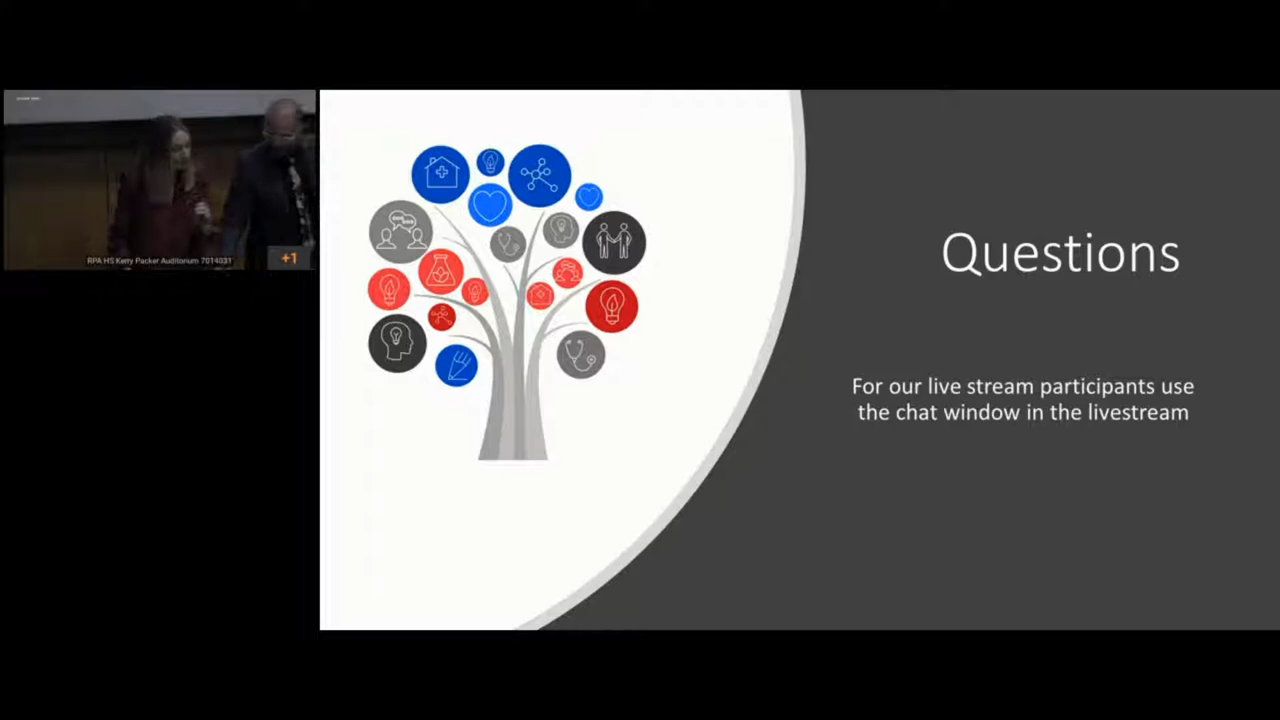 RPA HS Kerry Packer Auditorium 7014031
+1
Questions
For our live stream participants use
the chat window in the livestream